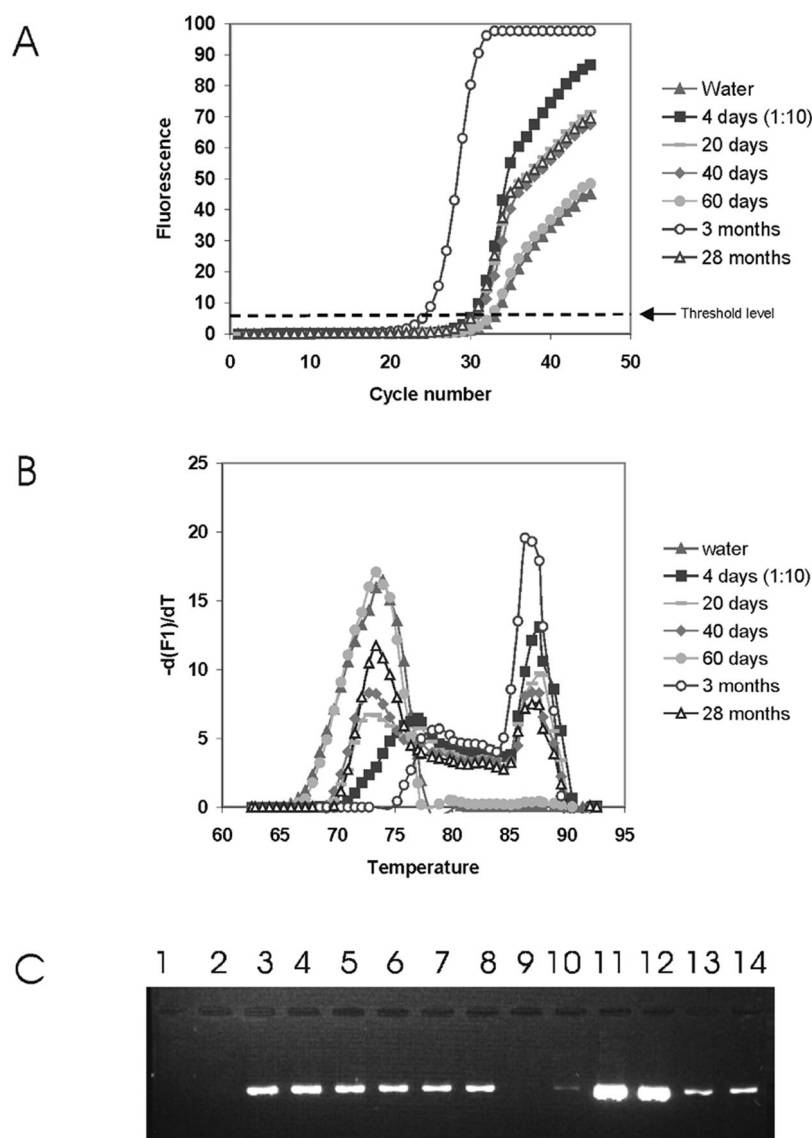 A
Fluorescence
100
90
80
70
60
50
40
30
20
10
0
0 10 20 30 40 50
Cycle number
Threshold level
Water
4 days (1:10)
20 days
40 days
60 days
3 months
28 months
B
-d(F1)/dT
25
20
15
10
5
0
60 65 70 75 80 85 90 95
Temperature
water
4 days (1:10)
20 days
40 days
60 days
3 months
28 months
C
1 2 3 4 5 6 7 8 9 10 11 12 13 14